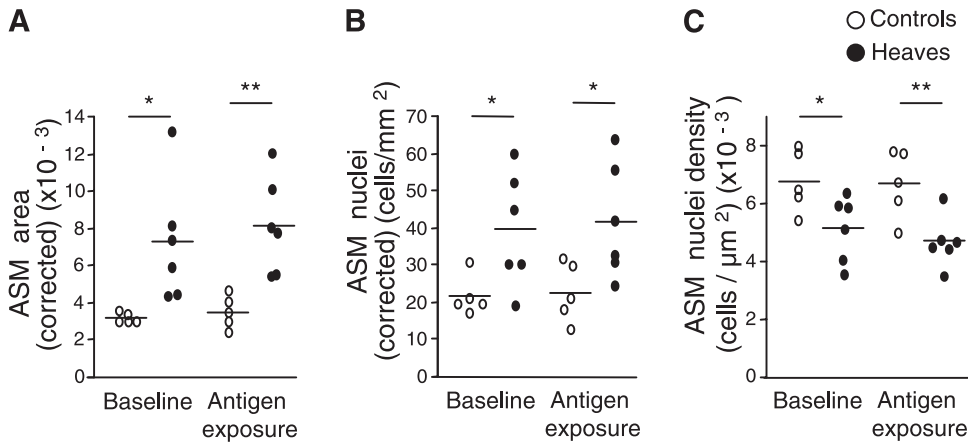 A
B
C
Controls
Heaves
ASM area
(corrected) (x10 - 3)
14
12
10
8
6
4
2
0
*
**
Baseline
Antigen
exposure
ASM nuclei
(corrected) (cells/mm 2)
70
60
50
40
30
20
10
0
*
*
Baseline
Antigen
exposure
ASM nuclei density
(cells / µm 2) (x10 - 3)
8
6
4
2
0
*
**
Baseline
Antigen
exposure